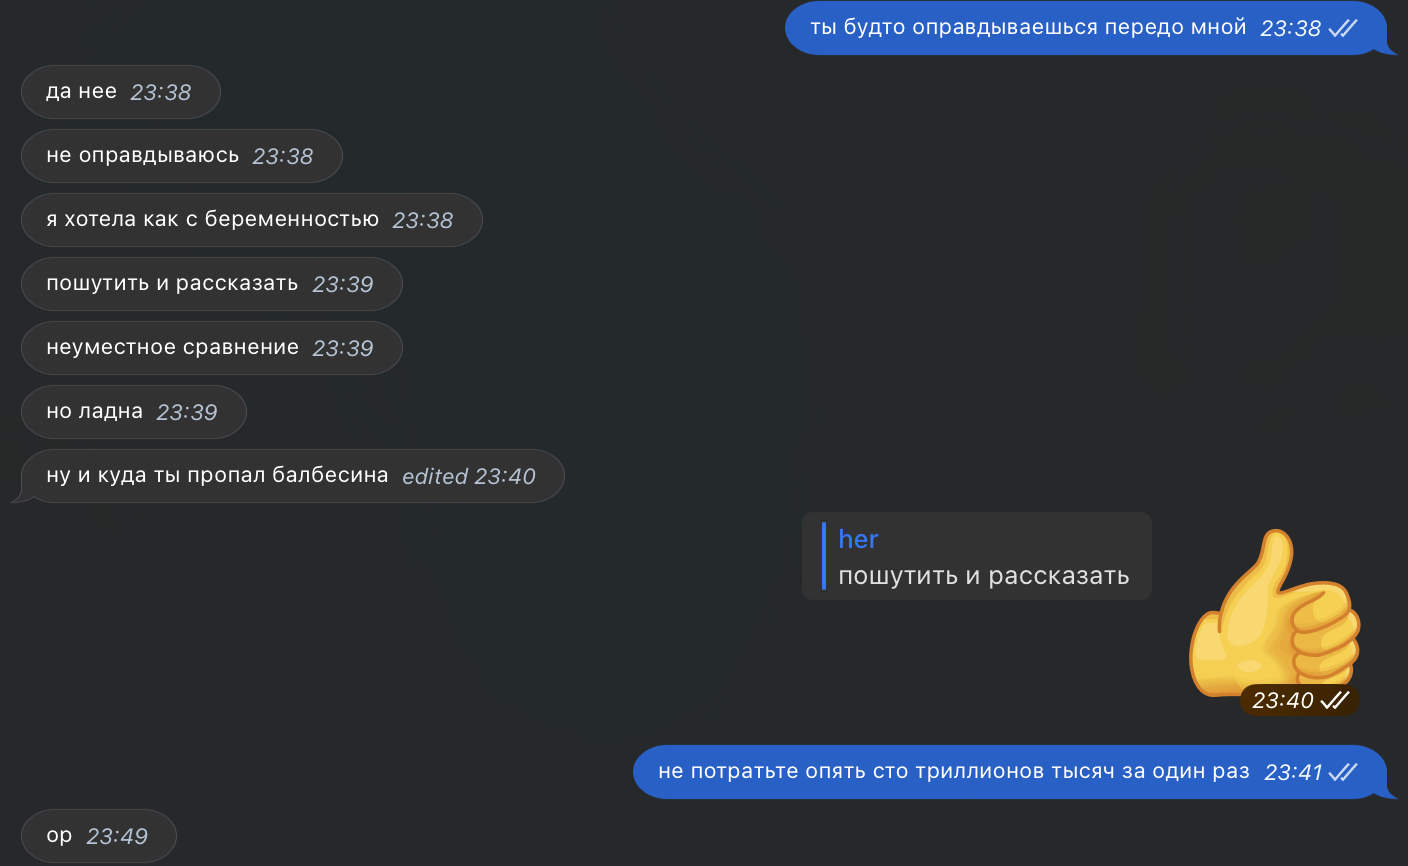 ты будто оправдываешься передо мной 23:38
да нее 23:38
не оправдываюсь 23:38
я хотела как с беременностью 23:38
пошутить и рассказать 23:39
неуместное сравнение 23:39
но ладна 23:39
ну и куда ты пропал балбесина edited 23:40
her
пошутить и рассказать
23:40
не потратьте опять сто триллионов тысяч за один раз 23:41
ор 23:49